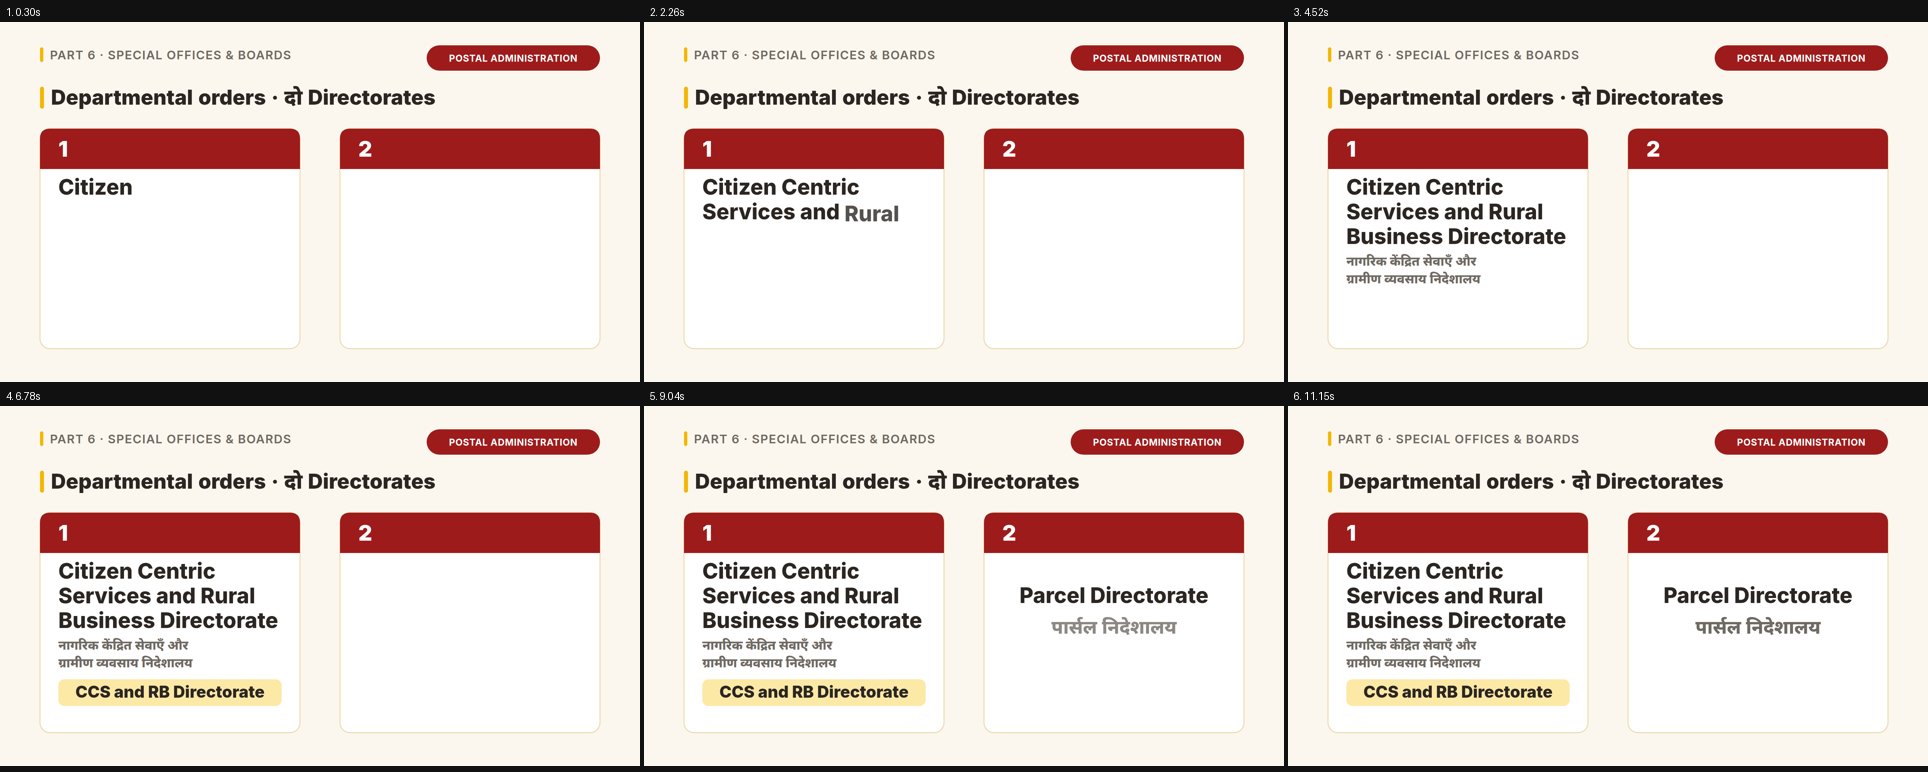 1. 0.30s
PART 6 · SPECIAL OFFICES & BOARDS
POSTAL ADMINISTRATION
Departmental orders · दो Directorates
1
Citizen
2
2. 2.26s
PART 6 · SPECIAL OFFICES & BOARDS
POSTAL ADMINISTRATION
Departmental orders · दो Directorates
1
Citizen Centric
Services and Rural
2
3. 4.52s
PART 6 · SPECIAL OFFICES & BOARDS
POSTAL ADMINISTRATION
Departmental orders · दो Directorates
1
Citizen Centric
Services and Rural
Business Directorate
नागरिक केंद्रित सेवाएँ और
ग्रामीण व्यवसाय निदेशालय
2
4. 6.78s
PART 6 · SPECIAL OFFICES & BOARDS
POSTAL ADMINISTRATION
Departmental orders · दो Directorates
1
Citizen Centric
Services and Rural
Business Directorate
नागरिक केंद्रित सेवाएँ और
ग्रामीण व्यवसाय निदेशालय
CCS and RB Directorate
2
5. 9.04s
PART 6 · SPECIAL OFFICES & BOARDS
POSTAL ADMINISTRATION
Departmental orders · दो Directorates
1
Citizen Centric
Services and Rural
Business Directorate
नागरिक केंद्रित सेवाएँ और
ग्रामीण व्यवसाय निदेशालय
CCS and RB Directorate
2
Parcel Directorate
पार्सल निदेशालय
6. 11.15s
PART 6 · SPECIAL OFFICES & BOARDS
POSTAL ADMINISTRATION
Departmental orders · दो Directorates
1
Citizen Centric
Services and Rural
Business Directorate
नागरिक केंद्रित सेवाएँ और
ग्रामीण व्यवसाय निदेशालय
CCS and RB Directorate
2
Parcel Directorate
पार्सल निदेशालय